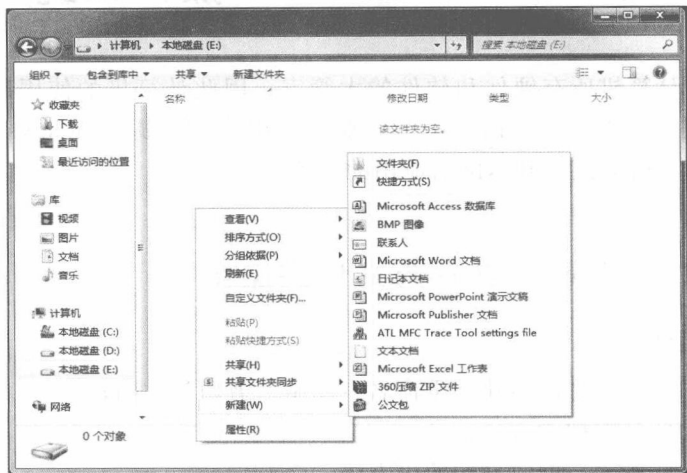 计算机 ▸ 本地磁盘 (E:)
搜索 本地磁盘 (E:)
组织 包含到库中 共享 新建文件夹
名称 修改日期 类型 大小
该文件夹为空。
收藏夹
下载
桌面
最近访问的位置
库
视频
图片
文档
音乐
计算机
本地磁盘 (C:)
本地磁盘 (D:)
本地磁盘 (E:)
网络
0 个对象
查看(V)
排序方式(O)
分组依据(P)
刷新(E)
自定义文件夹(F)...
粘贴(P)
粘贴快捷方式(S)
共享(H)
共享文件夹同步
新建(W)
属性(R)
文件夹(F)
快捷方式(S)
Microsoft Access 数据库
BMP 图像
联系人
Microsoft Word 文档
日记本文档
Microsoft PowerPoint 演示文稿
Microsoft Publisher 文档
ATL MFC Trace Tool settings file
文本文档
Microsoft Excel 工作表
360压缩 ZIP 文件
公文包